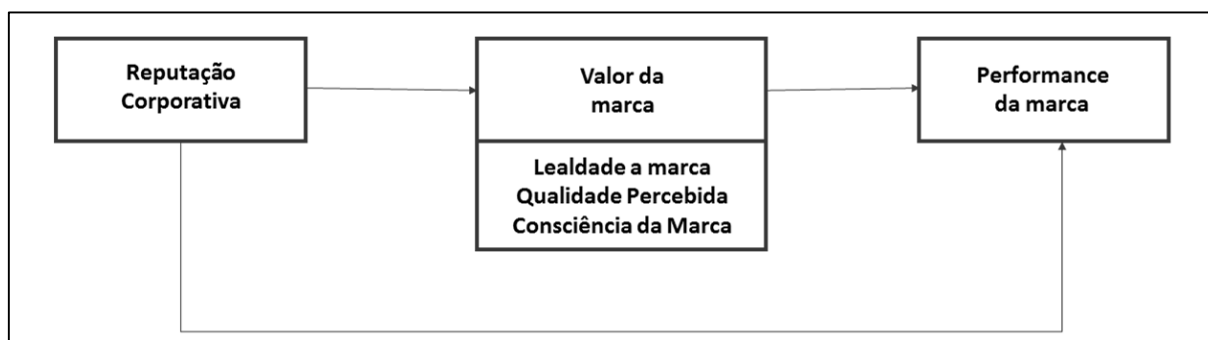 Reputação
Corporativa
Valor da
marca
Lealdade a marca
Qualidade Percebida
Consciência da Marca
Performance
da marca